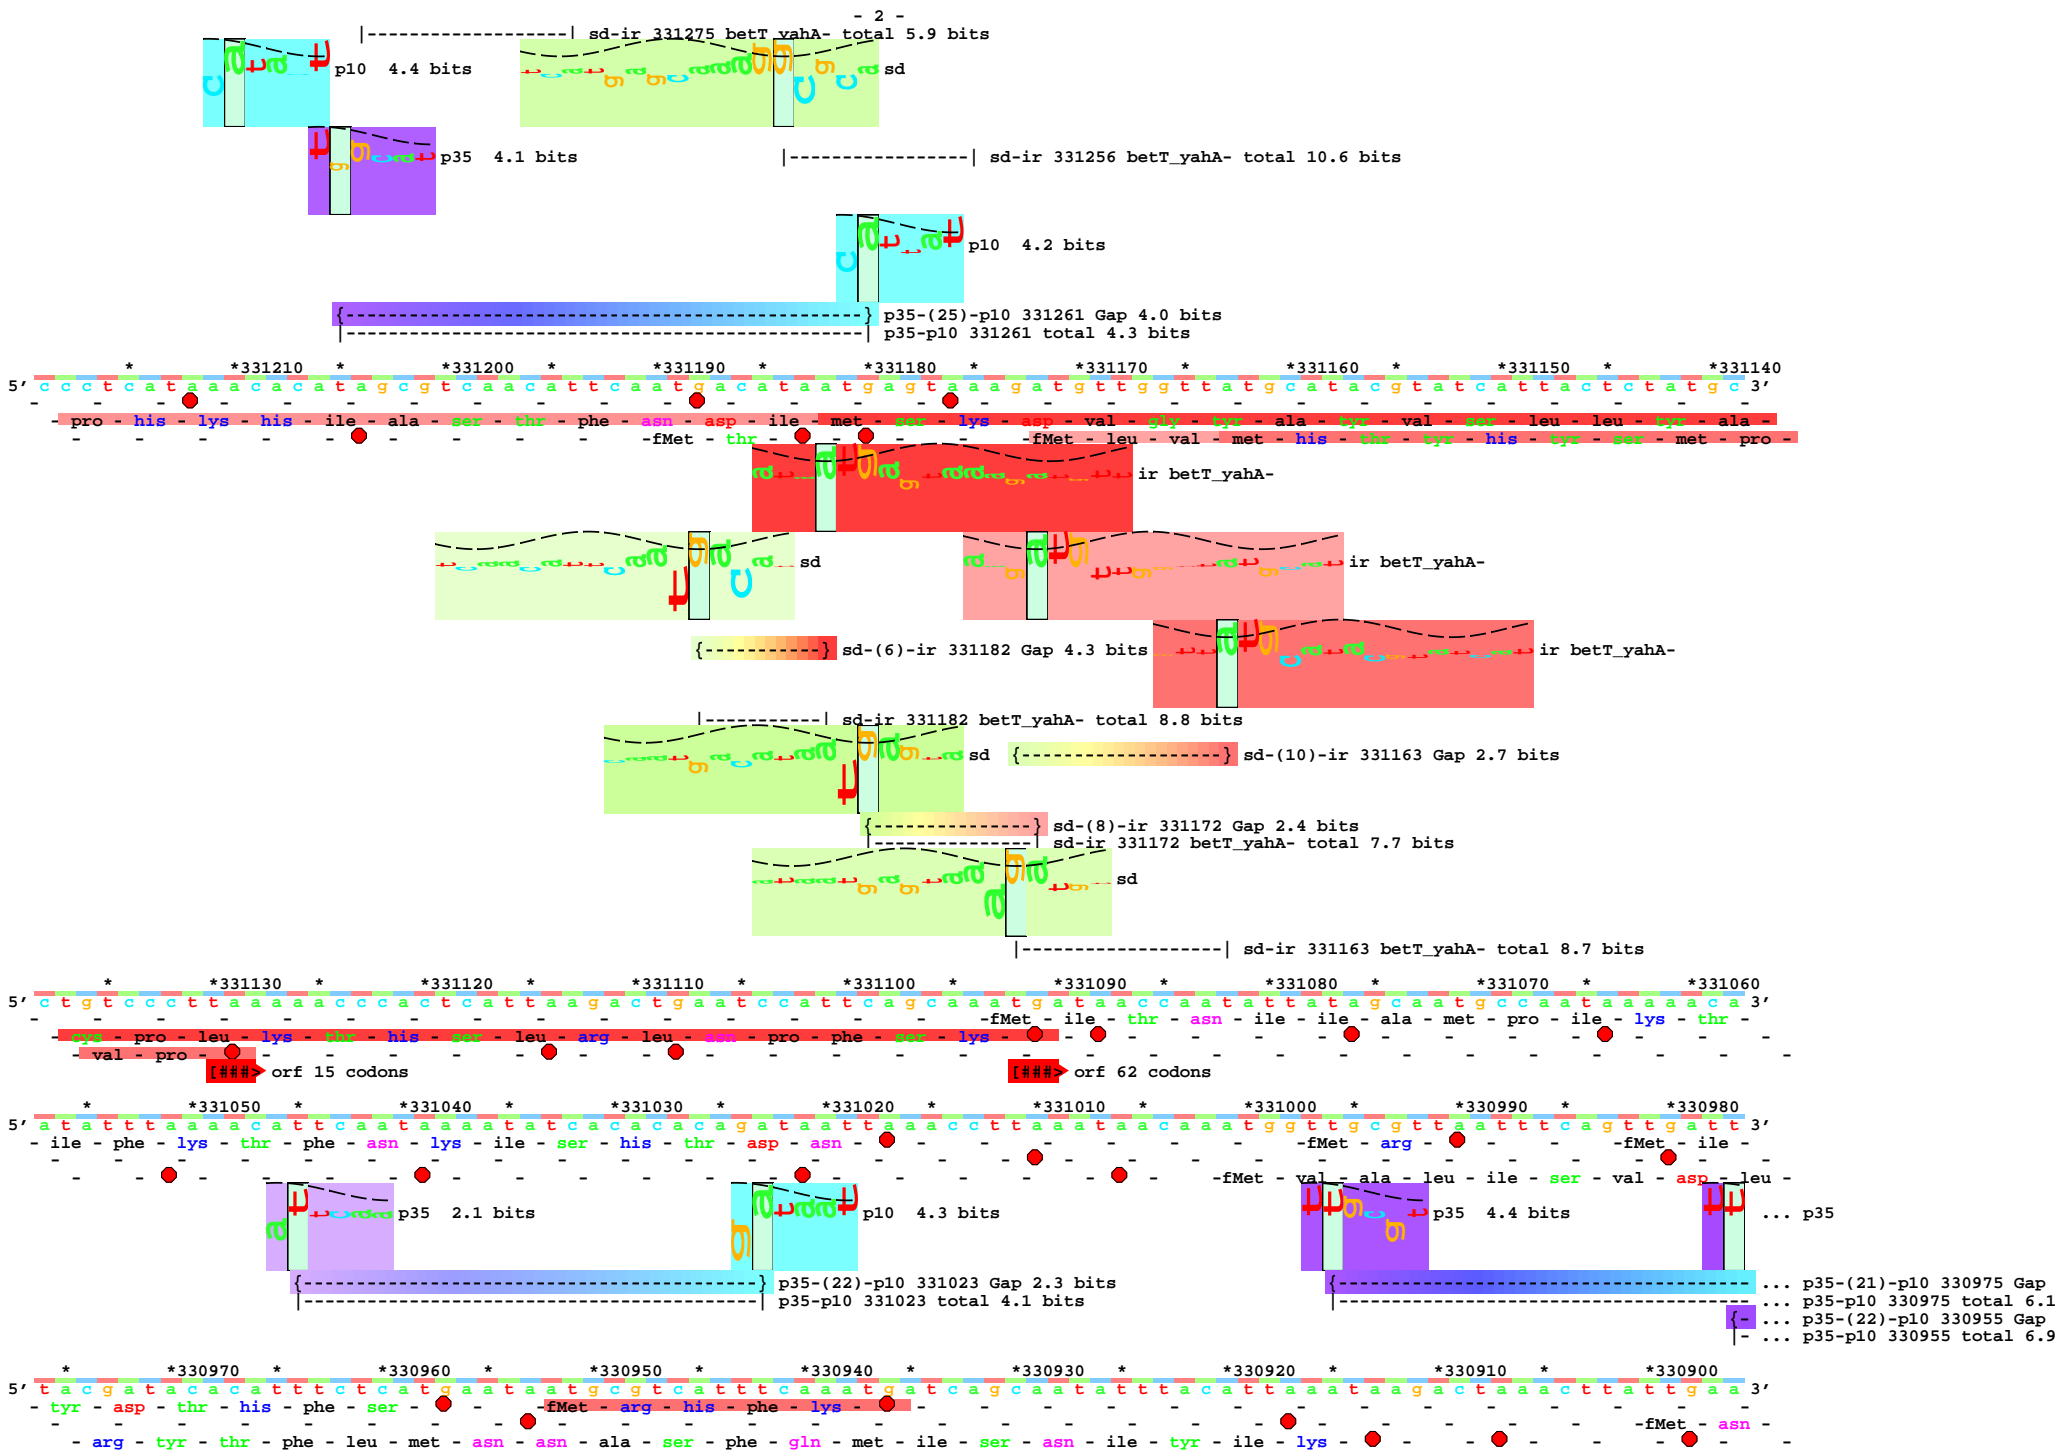 - 2 -
|-------------------| sd-ir 331275 betT_yahA- total 5.9 bits
p10 4.4 bits
sd
p35 4.1 bits
|-----------------| sd-ir 331256 betT_yahA- total 10.6 bits
p10 4.2 bits
p35-(25)-p10 331261 Gap 4.0 bits
p35-p10 331261 total 4.3 bits
* *331210 * *331200 * *331190 * *331180 * *331170 * *331160 * *331150 * *331140
5' c c c t c a t a a a c a c a t a g c g t c a a c a t t c a a t g a c a t a a t g a g t a a a g a t g t t g g t t a t g c a t a c g t a t c a t t a c t c t a t g c 3'
- pro - his - lys - his - ile - ala - ser - thr - phe - asn - asp - ile - met - ser - lys - asp - val - gly - tyr - ala - tyr - val - ser - leu - leu - tyr - ala -
-fMet - thr -fMet - leu - val - met - his - thr - tyr - his - tyr - ser - met - pro -
ir betT_yahA-
sd
ir betT_yahA-
sd-(6)-ir 331182 Gap 4.3 bits
ir betT_yahA-
sd-ir 331182 betT_yahA- total 8.8 bits
sd
sd-(10)-ir 331163 Gap 2.7 bits
sd-(8)-ir 331172 Gap 2.4 bits
sd-ir 331172 betT_yahA- total 7.7 bits
sd
sd-ir 331163 betT_yahA- total 8.7 bits
* *331130 * *331120 * *331110 * *331100 * *331090 * *331080 * *331070 * *331060
5' c t g t c c c t t a a a a a c c c a c t c a t t a a g a c t g a a t c c a t t c a g c a a a t g a t a a c c a a t a t t a t a g c a a t g c c a a t a a a a a c a 3'
-fMet - ile - thr - asn - ile - ile - ala - met - pro - ile - lys - thr -
- cys - pro - leu - lys - thr - his - ser - leu - arg - leu - asn - pro - phe - ser - lys -
- val - pro -
[###> orf 15 codons [###> orf 62 codons
* *331050 * *331040 * *331030 * *331020 * *331010 * *331000 * *330990 * *330980
5' a t a t t t a a a a c a t t c a a t a a a a t a t c a c a c a c a g a t a a t t a a a c c t t a a a t a a c a a a t g g t t g c g t t a a t t t c a g t t g a t t 3'
- ile - phe - lys - thr - phe - asn - lys - ile - ser - his - thr - asp - asn - -fMet - arg - -fMet - ile -
-fMet - val - ala - leu - ile - ser - val - asp - leu -
p35 2.1 bits
p10 4.3 bits
p35 4.4 bits
... p35
p35-(22)-p10 331023 Gap 2.3 bits
... p35-(21)-p10 330975 Gap
p35-p10 331023 total 4.1 bits
... p35-p10 330975 total 6.1
... p35-(22)-p10 330955 Gap
... p35-p10 330955 total 6.9
* *330970 * *330960 * *330950 * *330940 * *330930 * *330920 * *330910 * *330900
5' t a c g a t a c a c a t t t c t c a t g a a t a a t g c g t c a t t t c a a a t g a t c a g c a a t a t t t a c a t t a a a t a a g a c t a a a c t t a t t g a a 3'
- tyr - asp - thr - his - phe - ser - -fMet - arg - his - phe - lys -
-fMet - asn -
- arg - tyr - thr - phe - leu - met - asn - asn - ala - ser - phe - gln - met - ile - ser - asn - ile - tyr - ile - lys -